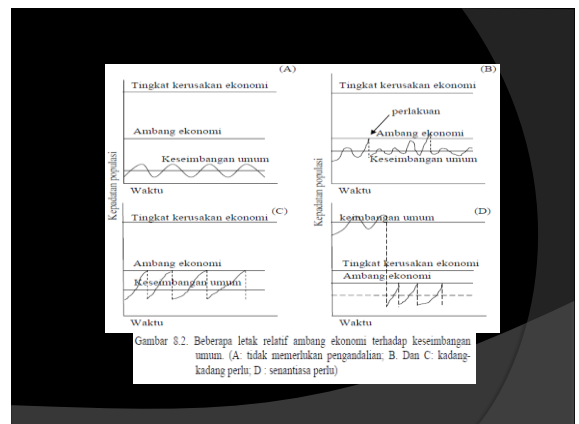 (A)
Tingkat kerusakan ekonomi
Ambang ekonomi
Keseimbangan umum
Kepadatan populasi
Waktu
(B)
Tingkat kerusakan ekonomi
perlakuan
Ambang ekonomi
Keseimbangan umum
Kepadatan populasi
Waktu
(C)
Tingkat kerusakan ekonomi
Ambang ekonomi
Keseimbangan umum
Waktu
(D)
keimbangan umum
Tingkat kerusakan ekonomi
Ambang ekonomi
Waktu
Gambar 8.2. Beberapa letak relatif ambang ekonomi terhadap keseimbangan
umum. (A: tidak memerlukan pengandalian; B. Dan C: kadang-
kadang perlu; D : senantiasa perlu)